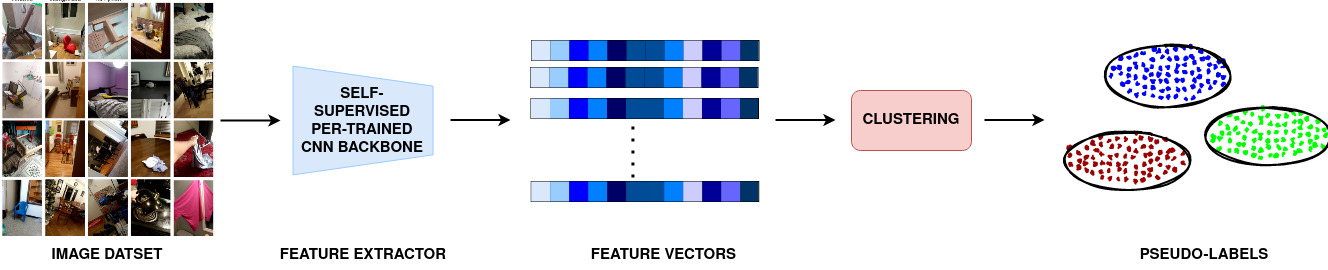 SELF-
SUPERVISED
PER-TRAINED
CNN BACKBONE
CLUSTERING
IMAGE DATSET
FEATURE EXTRACTOR
FEATURE VECTORS
PSEUDO-LABELS